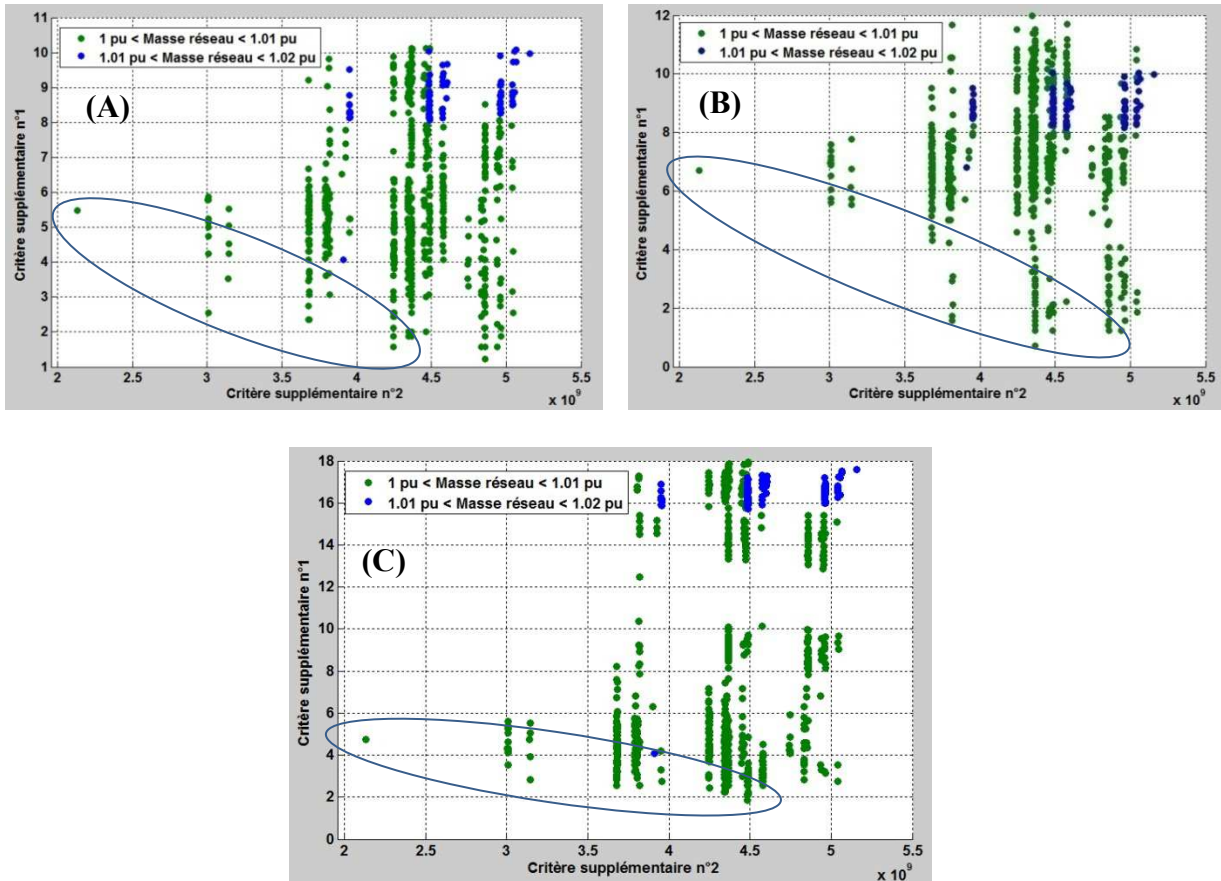 (A)
1 pu < Masse réseau < 1.01 pu
1.01 pu < Masse réseau < 1.02 pu
Critère supplémentaire n°1
11
10
9
8
7
6
5
4
3
2
1
2
2.5
3
3.5
4
4.5
5
5.5
Critère supplémentaire n°2
x 10⁹
(B)
1 pu < Masse réseau < 1.01 pu
1.01 pu < Masse réseau < 1.02 pu
Critère supplémentaire n°1
12
10
8
6
4
2
0
2
2.5
3
3.5
4
4.5
5
5.5
Critère supplémentaire n°2
x 10⁹
(C)
1 pu < Masse réseau < 1.01 pu
1.01 pu < Masse réseau < 1.02 pu
Critère supplémentaire n°1
18
16
14
12
10
8
6
4
2
0
2
2.5
3
3.5
4
4.5
5
5.5
Critère supplémentaire n°2
x 10⁹